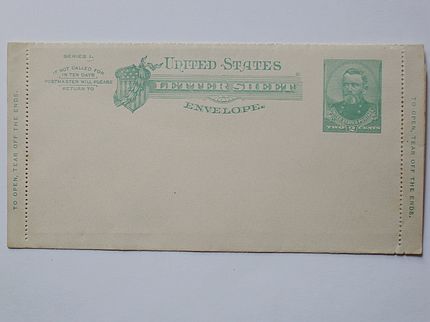 SERIES 1.
IF NOT CALLED FOR
IN TEN DAYS
POSTMASTER WILL PLEASE
RETURN TO
UNITED STATES
LETTER SHEET
ENVELOPE.
TWO 2 CENTS
TO OPEN, TEAR OFF THE ENDS.
TO OPEN, TEAR OFF THE ENDS.